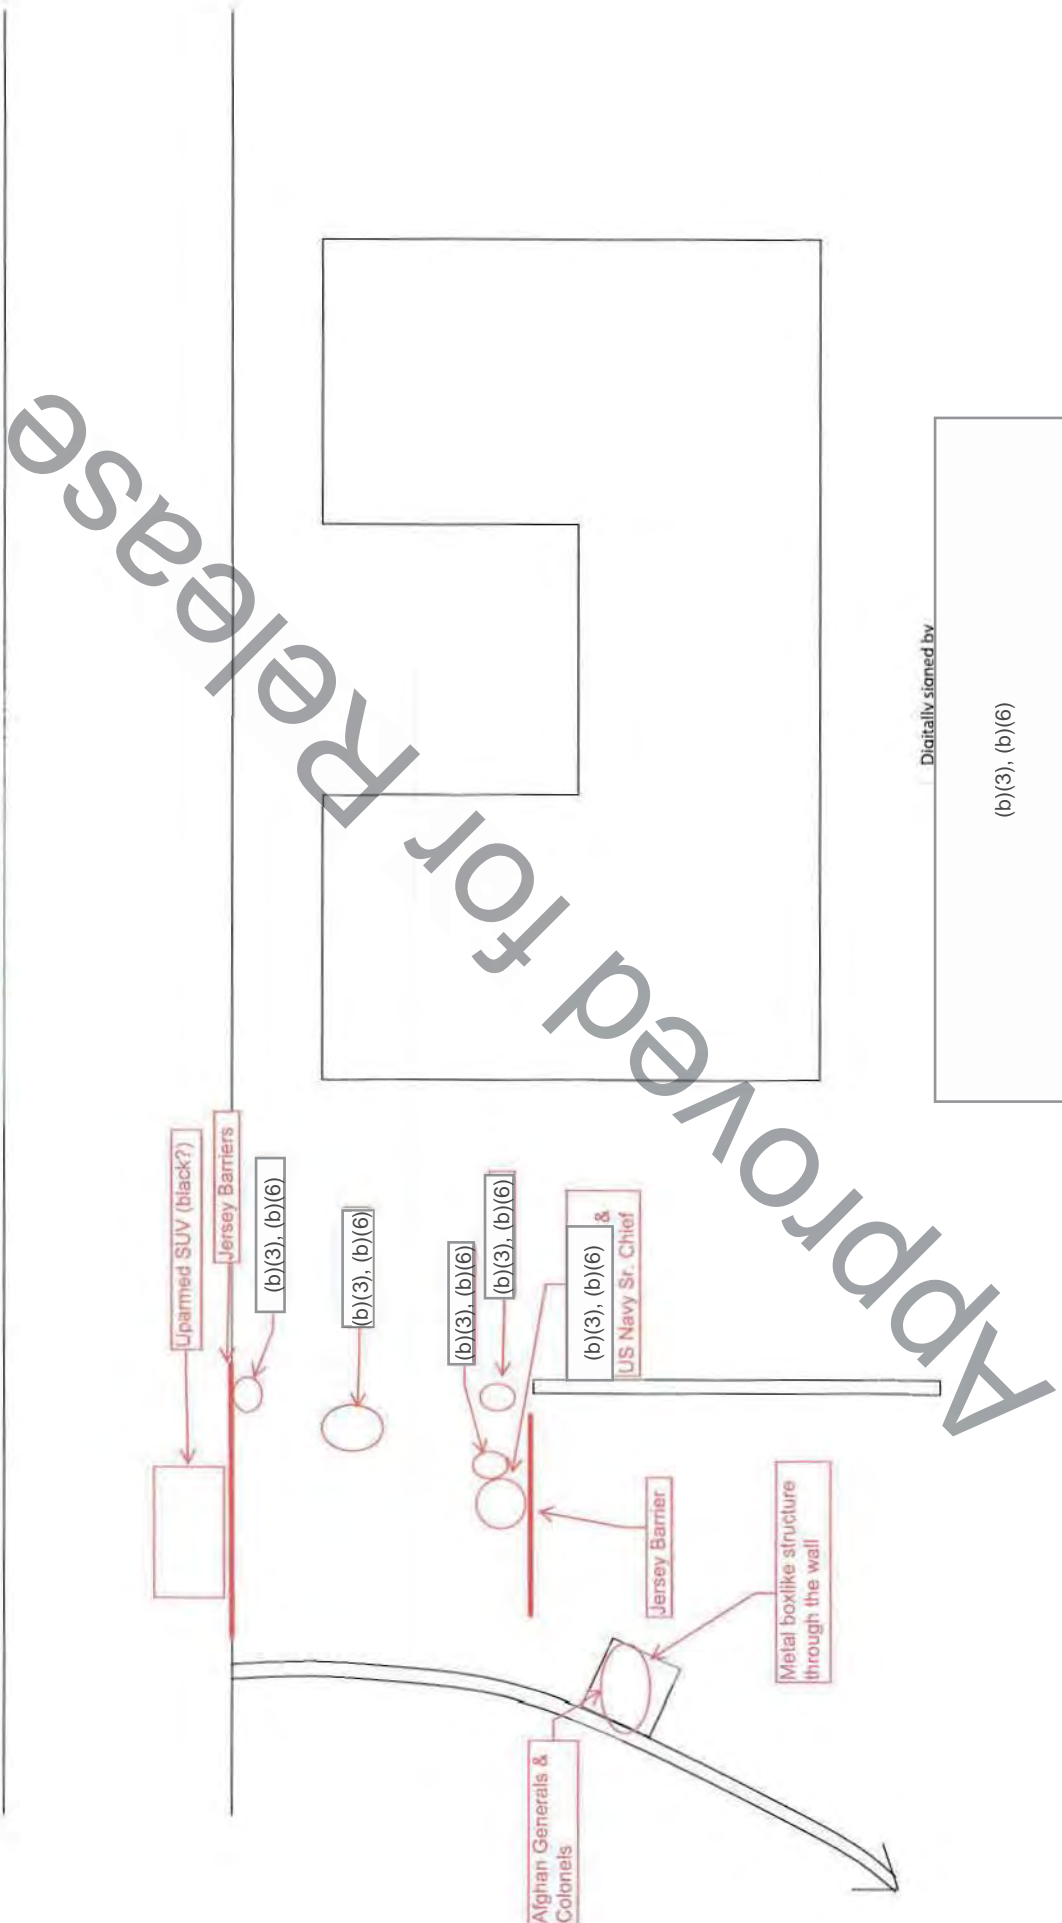 Uparmed SUV (black?)
Jersey Barriers
(b)(3), (b)(6)
(b)(3), (b)(6)
(b)(3), (b)(6)
(b)(3), (b)(6)
(b)(3), (b)(6)
&
US Navy Sr. Chief
Jersey Barrier
Metal boxlike structure
through the wall
Afghan Generals &
Colonels
Digitally signed by
(b)(3), (b)(6)
Approved for Release